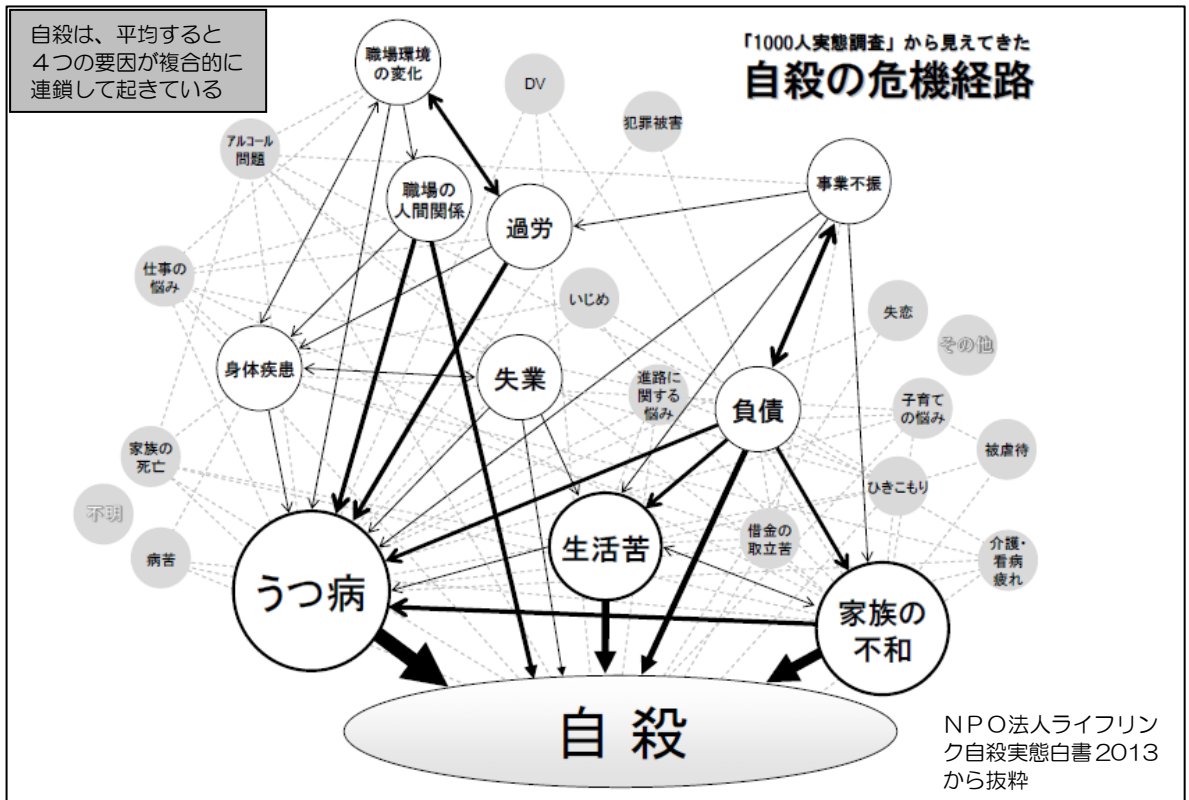 自殺は、平均すると
４つの要因が複合的に
連鎖して起きている
「1000人実態調査」から見えてきた
自殺の危機経路
職場環境
の変化
DV
犯罪被害
アルコール
問題
職場の
人間関係
過労
事業不振
仕事の
悩み
いじめ
失恋
その他
身体疾患
失業
進路に
関する
悩み
負債
子育て
の悩み
家族の
死亡
被虐待
ひきこもり
不明
病苦
うつ病
生活苦
借金の
取立苦
介護・
看病
疲れ
家族の
不和
自殺
ＮＰＯ法人ライフリン
ク自殺実態白書2013
から抜粋